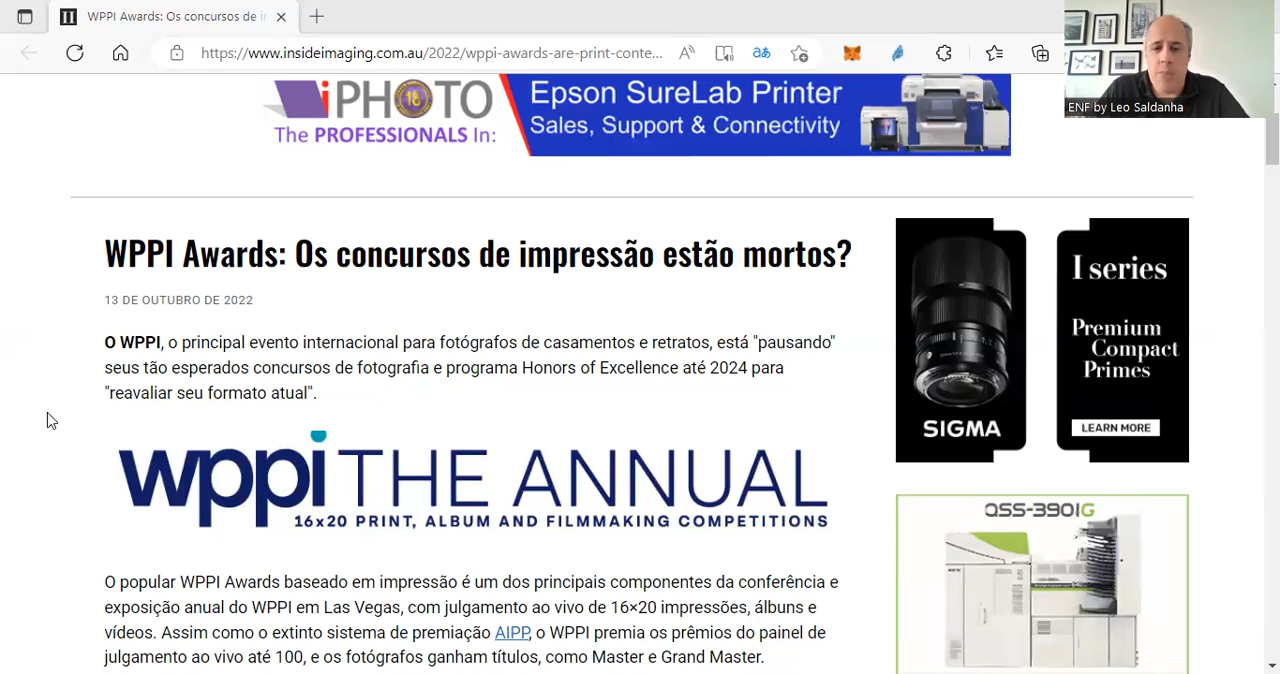 WPPI Awards: Os concursos de i
https://www.insideimaging.com.au/2022/wppi-awards-are-print-conte...
aあ
ENF by Leo Saldanha
iPHOTO
18
The PROFESSIONALS In:
Epson SureLab Printer
Sales, Support & Connectivity
WPPI Awards: Os concursos de impressão estão mortos?
13 DE OUTUBRO DE 2022
O WPPI, o principal evento internacional para fotógrafos de casamentos e retratos, está "pausando"
seus tão esperados concursos de fotografia e programa Honors of Excellence até 2024 para
"reavaliar seu formato atual".
wppi THE ANNUAL
16x20 PRINT, ALBUM AND FILMMAKING COMPETITIONS
O popular WPPI Awards baseado em impressão é um dos principais componentes da conferência e
exposição anual do WPPI em Las Vegas, com julgamento ao vivo de 16×20 impressões, álbuns e
vídeos. Assim como o extinto sistema de premiação AIPP, o WPPI premia os prêmios do painel de
julgamento ao vivo até 100, e os fotógrafos ganham títulos, como Master e Grand Master.
SIGMA
I series
Premium
Compact
Primes
LEARN MORE
QSS-3901G